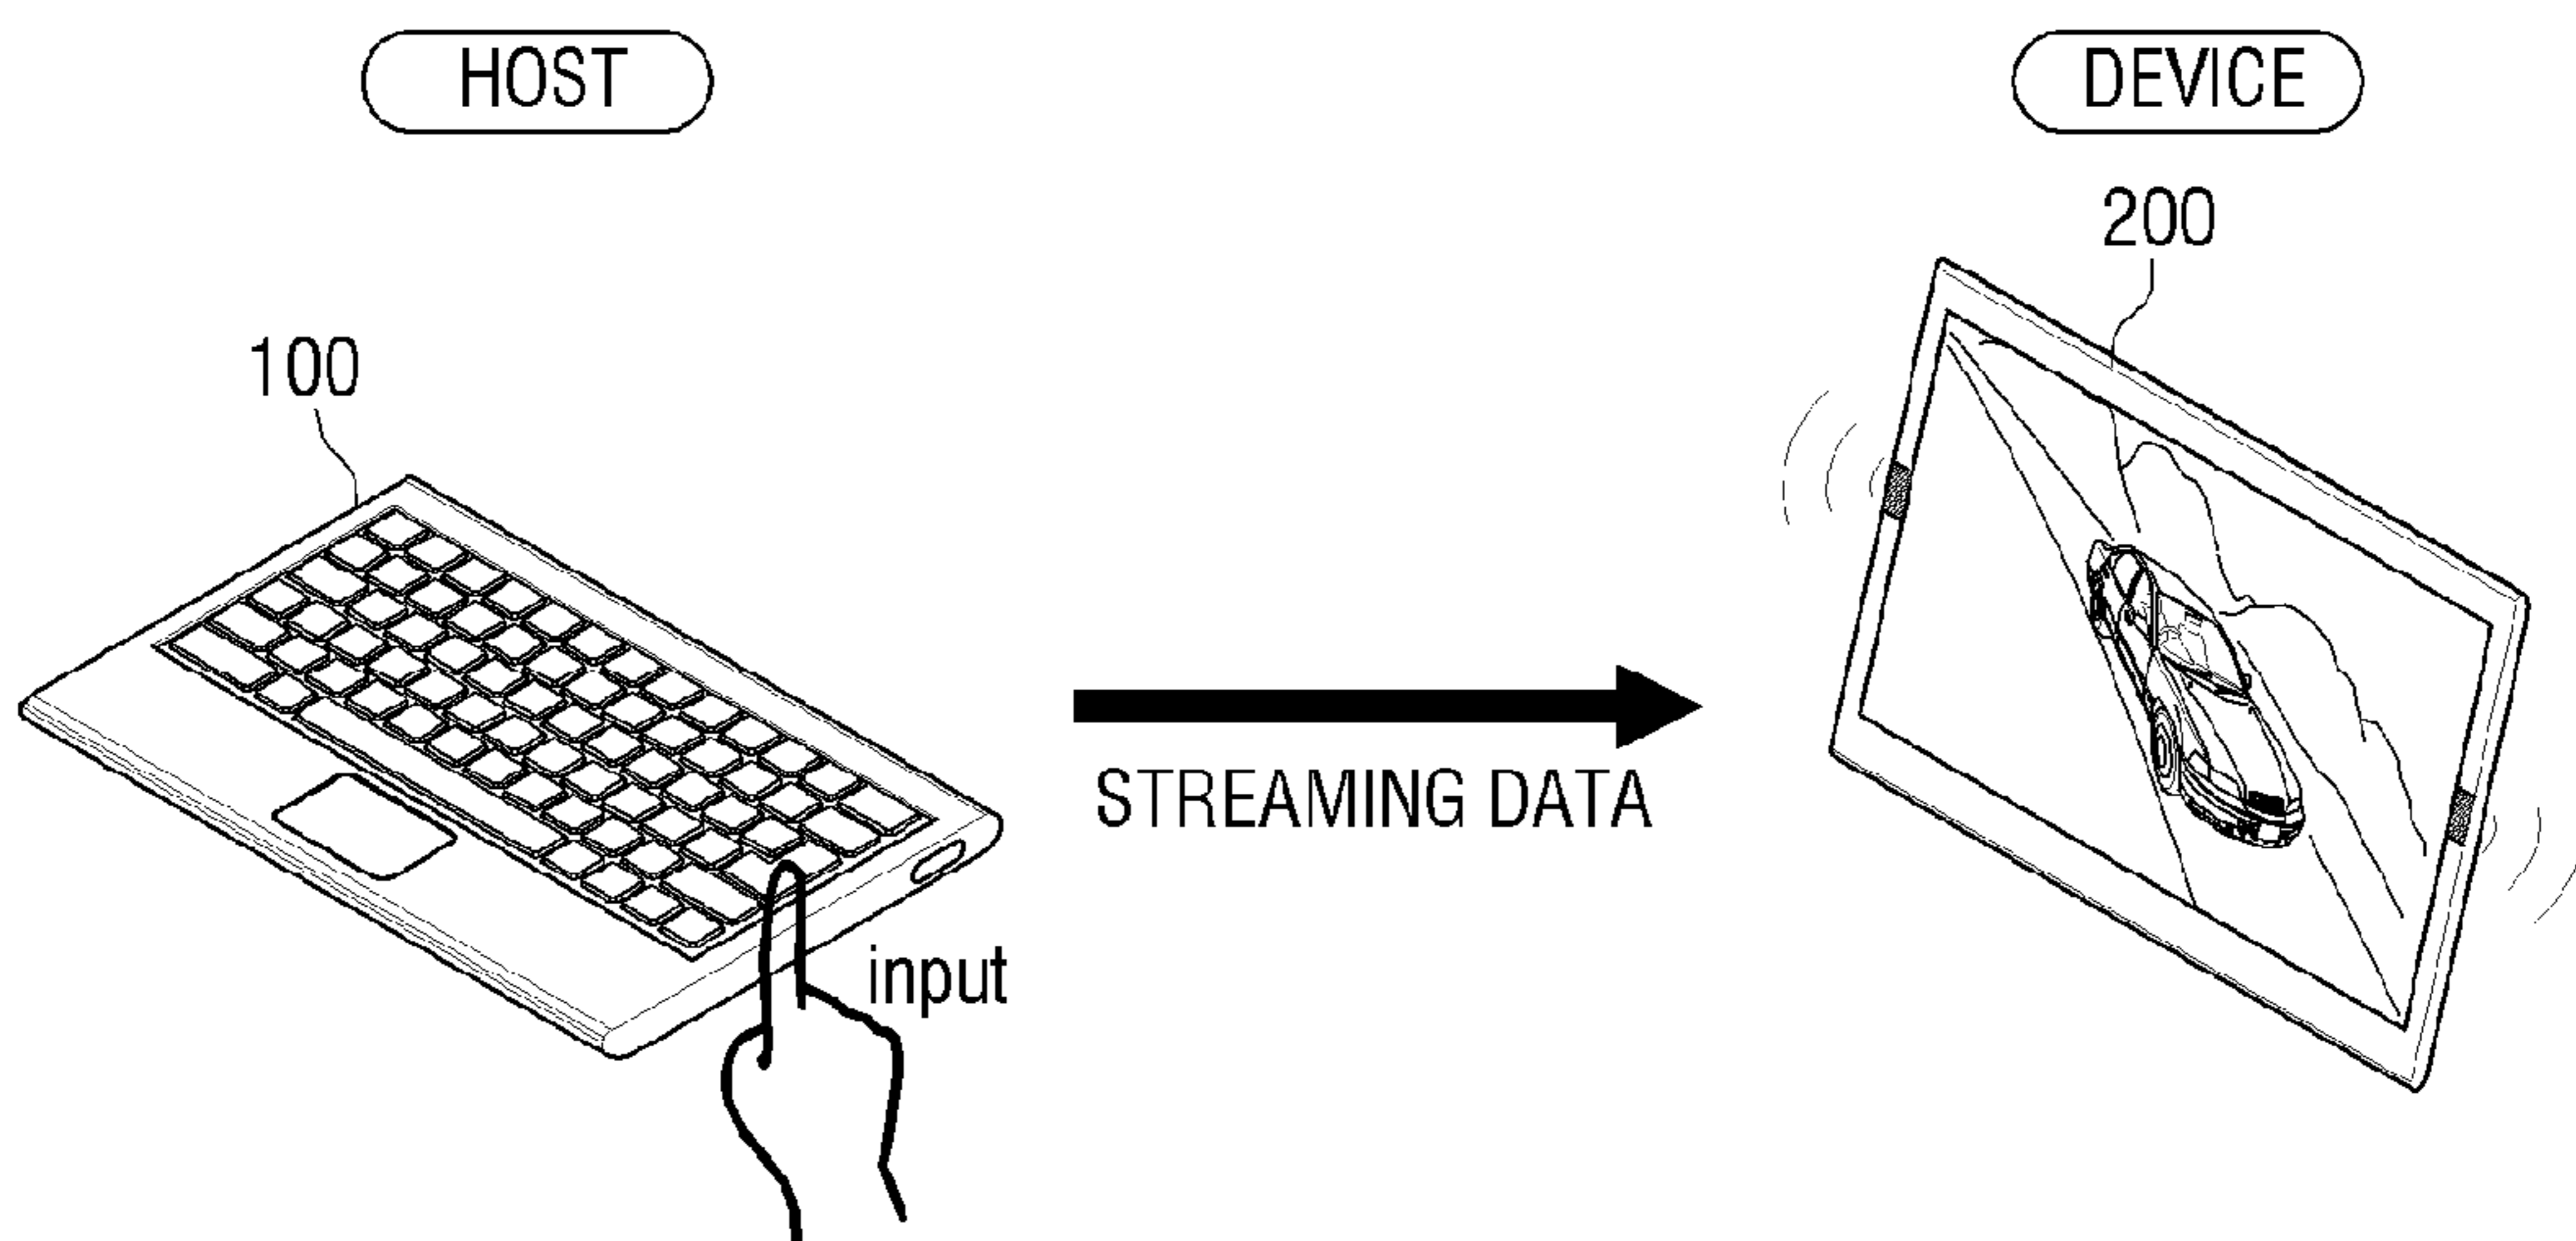 HOST
DEVICE
200
100
STREAMING DATA
input